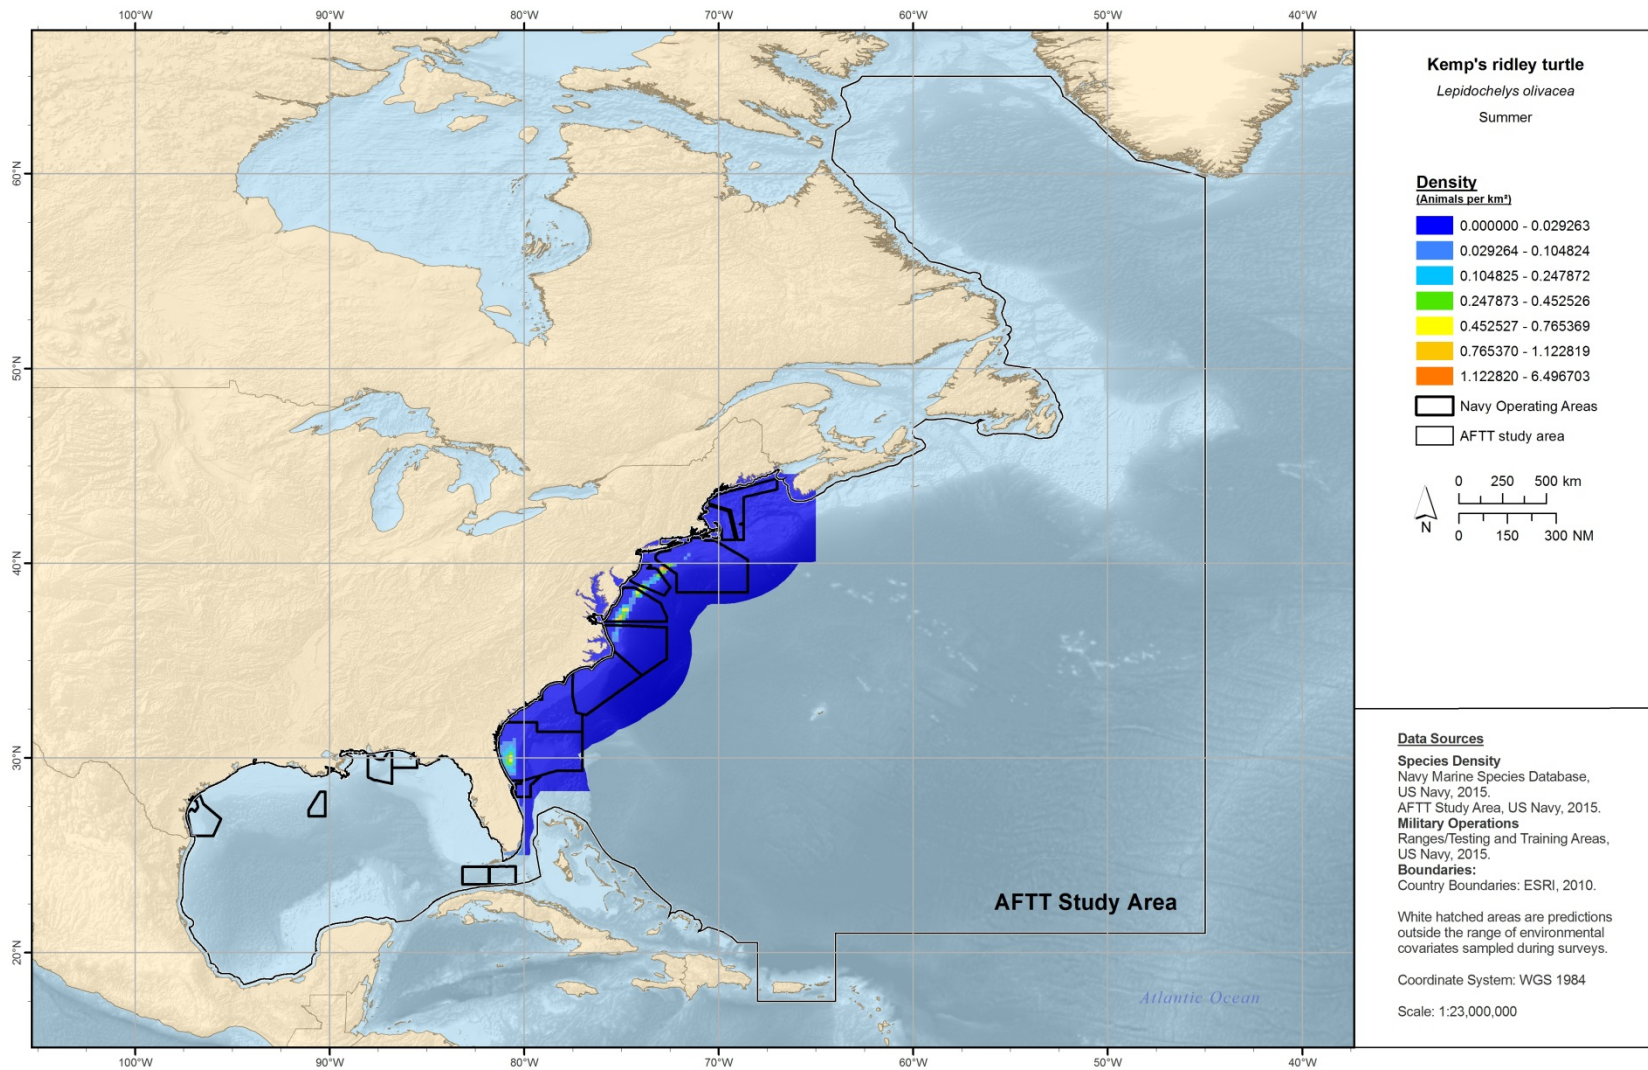 100°W 90°W 80°W 70°W 60°W 50°W 40°W
60°N
50°N
40°N
30°N
20°N
AFTT Study Area
Atlantic Ocean
100°W 90°W 80°W 70°W 60°W 50°W 40°W
Kemp's ridley turtle
Lepidochelys olivacea
Summer
Density
(Animals per km²)
0.000000 - 0.029263
0.029264 - 0.104824
0.104825 - 0.247872
0.247873 - 0.452526
0.452527 - 0.765369
0.765370 - 1.122819
1.122820 - 6.496703
Navy Operating Areas
AFTT study area
N
0 250 500 km
0 150 300 NM
Data Sources
Species Density
Navy Marine Species Database,
US Navy, 2015.
AFTT Study Area, US Navy, 2015.
Military Operations
Ranges/Testing and Training Areas,
US Navy, 2015.
Boundaries:
Country Boundaries: ESRI, 2010.
White hatched areas are predictions
outside the range of environmental
covariates sampled during surveys.
Coordinate System: WGS 1984
Scale: 1:23,000,000